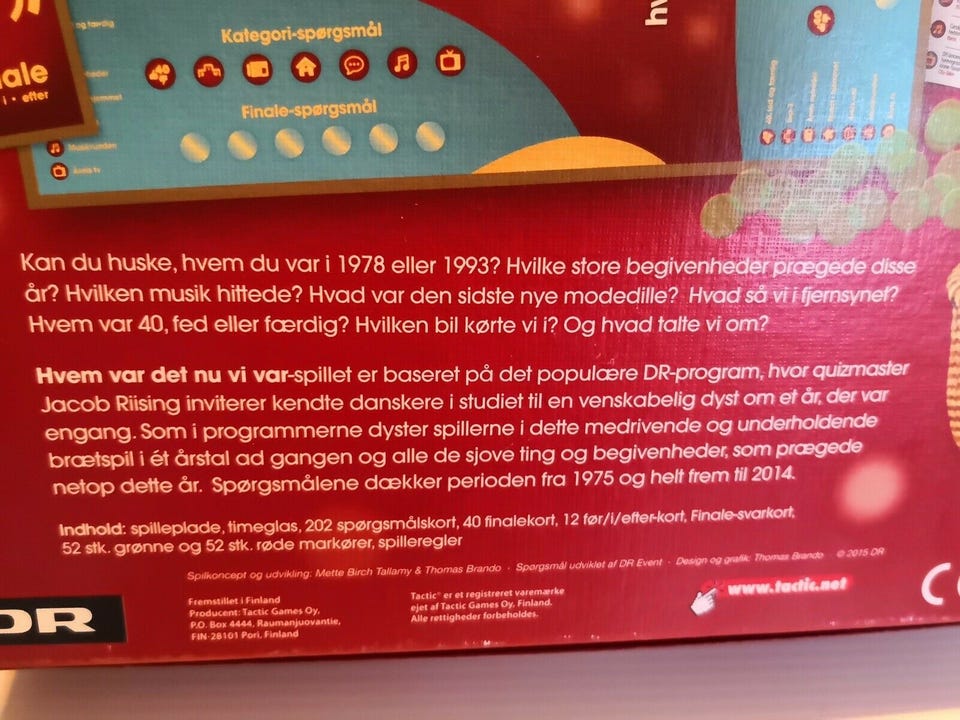 og færdig
ale
i • efter
Kategori-spørgsmål
Finale-spørgsmål
Musikrunden
Årets tv
hv
Kan du huske, hvem du var i 1978 eller 1993? Hvilke store begivenheder prægede disse
år? Hvilken musik hittede? Hvad var den sidste nye modedille? Hvad så vi i fjernsynet?
Hvem var 40, fed eller færdig? Hvilken bil kørte vi i? Og hvad talte vi om?
Hvem var det nu vi var-spillet er baseret på det populære DR-program, hvor quizmaster
Jacob Riising inviterer kendte danskere i studiet til en venskabelig dyst om et år, der var
engang. Som i programmerne dyster spillerne i dette medrivende og underholdende
brætspil i ét årstal ad gangen og alle de sjove ting og begivenheder, som prægede
netop dette år. Spørgsmålene dækker perioden fra 1975 og helt frem til 2014.
Indhold: spilleplade, timeglas, 202 spørgsmålskort, 40 finalekort, 12 før/i/efter-kort, Finale-svarkort,
52 stk. grønne og 52 stk. røde markører, spilleregler
Spilkoncept og udvikling: Mette Birch Tallamy & Thomas Brando · Spørgsmål udviklet af DR Event · Design og grafik: Thomas Brando · © 2015 DR
DR
Fremstillet i Finland
Producent: Tactic Games Oy,
P.O. Box 4444, Raumanjuovantie,
FIN-28101 Pori, Finland
Tactic® er et registreret varemærke
ejet af Tactic Games Oy, Finland.
Alle rettigheder forbeholdes.
www.tactic.net